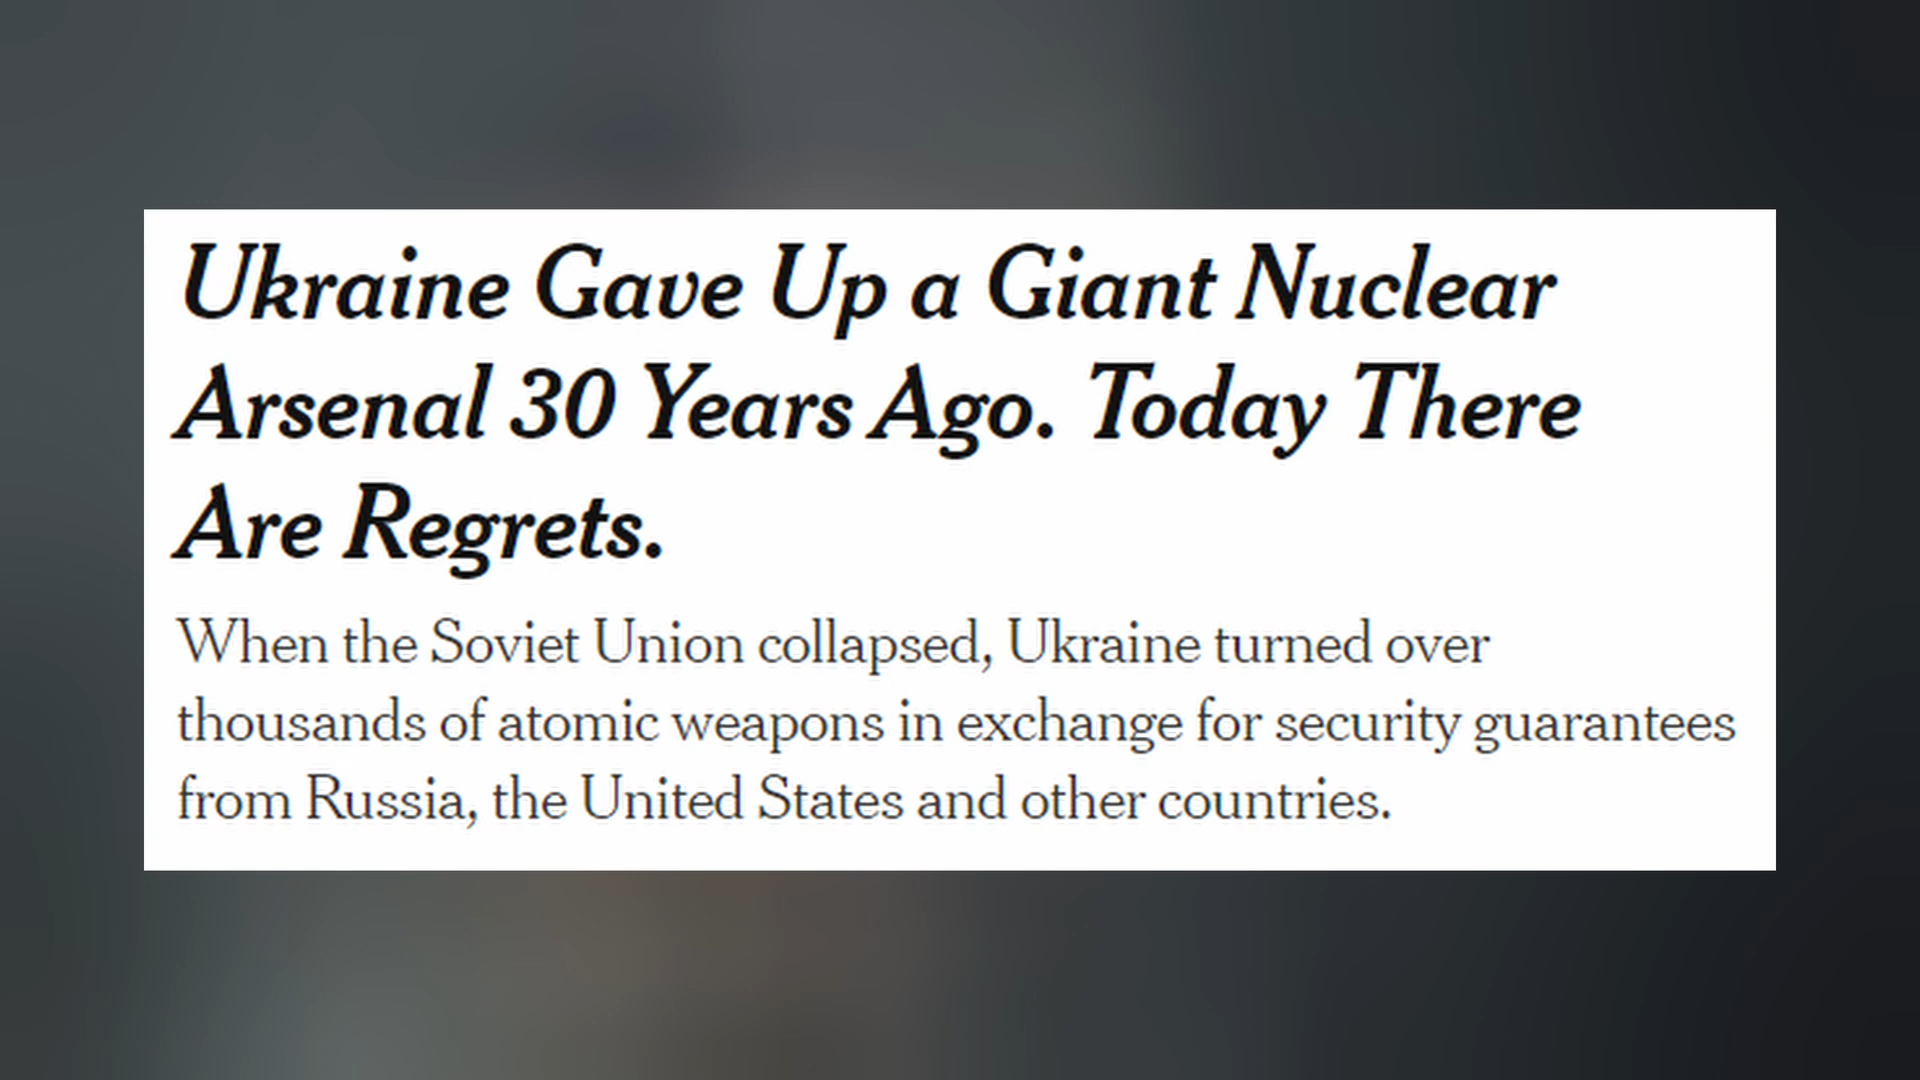 Ukraine Gave Up a Giant Nuclear
Arsenal 30 Years Ago. Today There
Are Regrets.
When the Soviet Union collapsed, Ukraine turned over
thousands of atomic weapons in exchange for security guarantees
from Russia, the United States and other countries.